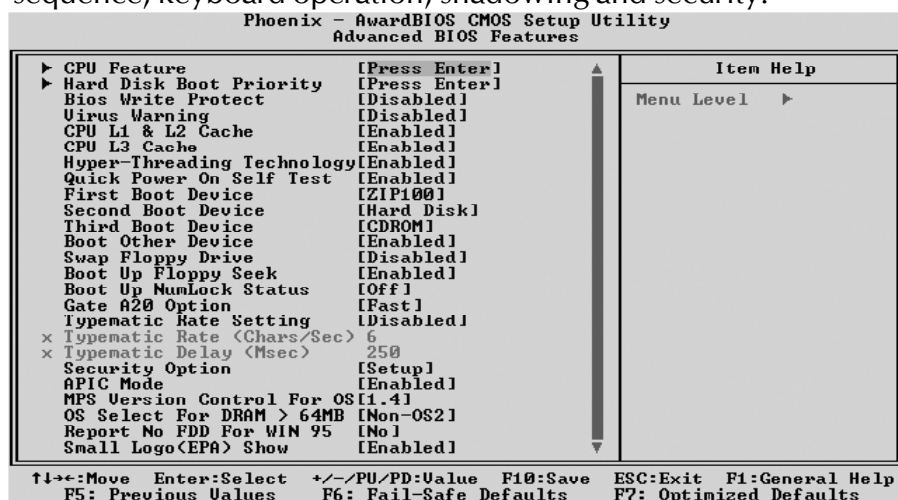 sequence, keyboard operation, shadowing and security:
Phoenix - AwardBIOS CMOS Setup Utility
Advanced BIOS Features
► CPU Feature [Press Enter]
► Hard Disk Boot Priority [Press Enter]
Bios Write Protect [Disabled]
Virus Warning [Disabled]
CPU L1 & L2 Cache [Enabled]
CPU L3 Cache [Enabled]
Hyper-Threading Technology[Enabled]
Quick Power On Self Test [Enabled]
First Boot Device [ZIP100]
Second Boot Device [Hard Disk]
Third Boot Device [CDROM]
Boot Other Device [Enabled]
Swap Floppy Drive [Disabled]
Boot Up Floppy Seek [Enabled]
Boot Up NumLock Status [Off]
Gate A20 Option [Fast]
Typematic Rate Setting [Disabled]
x Typematic Rate (Chars/Sec) 6
x Typematic Delay (Msec) 250
Security Option [Setup]
APIC Mode [Enabled]
MPS Version Control For OS[1.4]
OS Select For DRAM > 64MB [Non-OS2]
Report No FDD For WIN 95 [No]
Small Logo(EPA) Show [Enabled]
Item Help
Menu Level ►
↑↓→←:Move Enter:Select +/-/PU/PD:Value F10:Save ESC:Exit F1:General Help
F5: Previous Values F6: Fail-Safe Defaults F7: Optimized Defaults